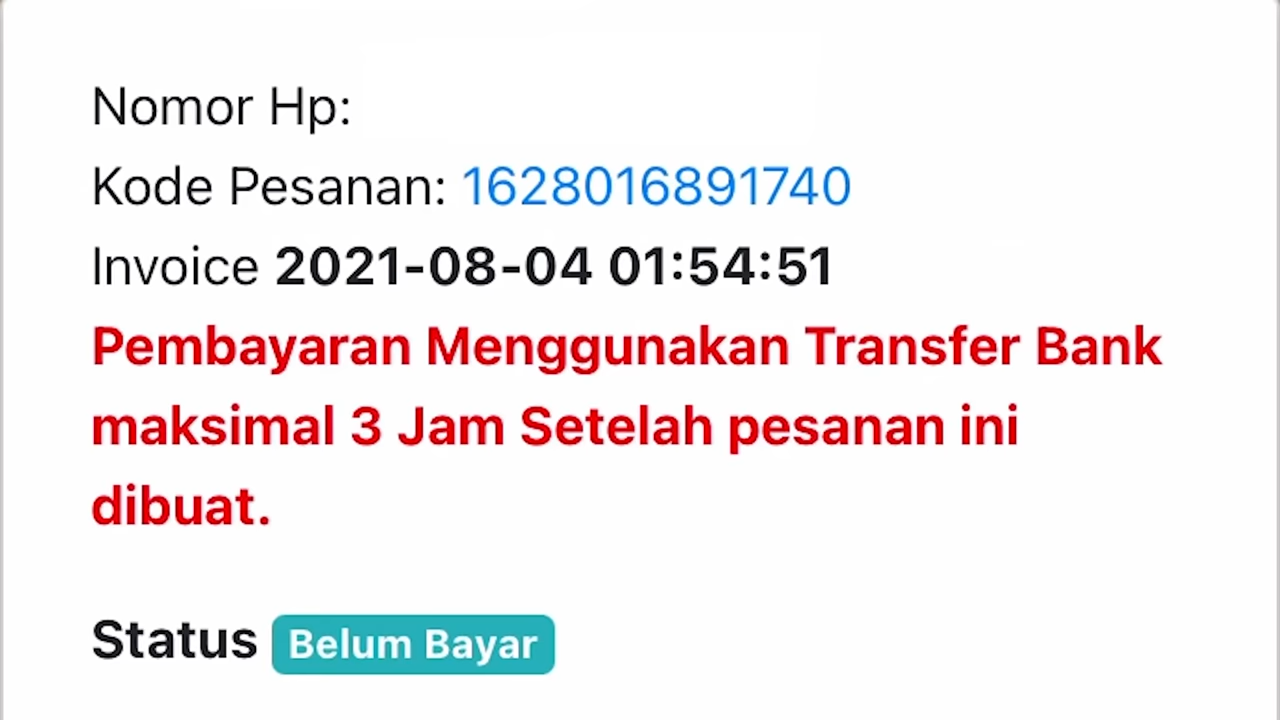 Nomor Hp:
Kode Pesanan: 1628016891740
Invoice 2021-08-04 01:54:51
Pembayaran Menggunakan Transfer Bank
maksimal 3 Jam Setelah pesanan ini
dibuat.
Status Belum Bayar